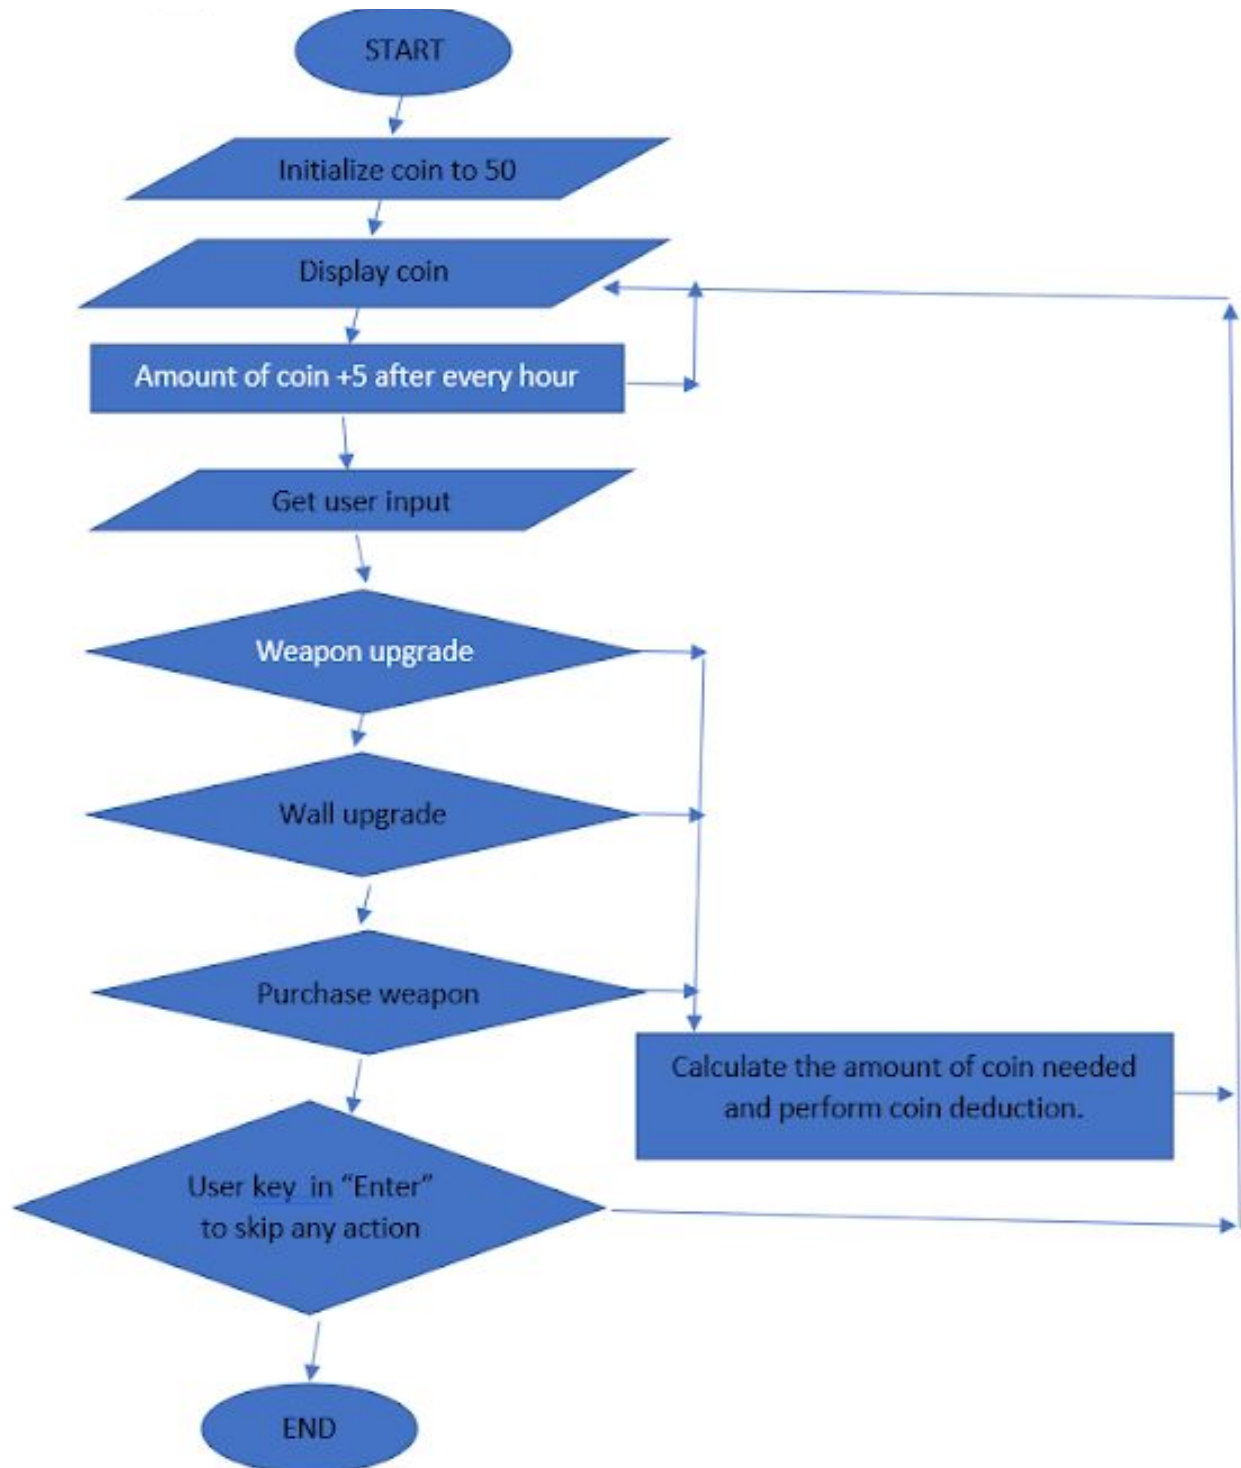 START
Initialize coin to 50
Display coin
Amount of coin +5 after every hour
Get user input
Weapon upgrade
Wall upgrade
Purchase weapon
Calculate the amount of coin needed
and perform coin deduction.
User key  in “Enter”
to skip any action
END